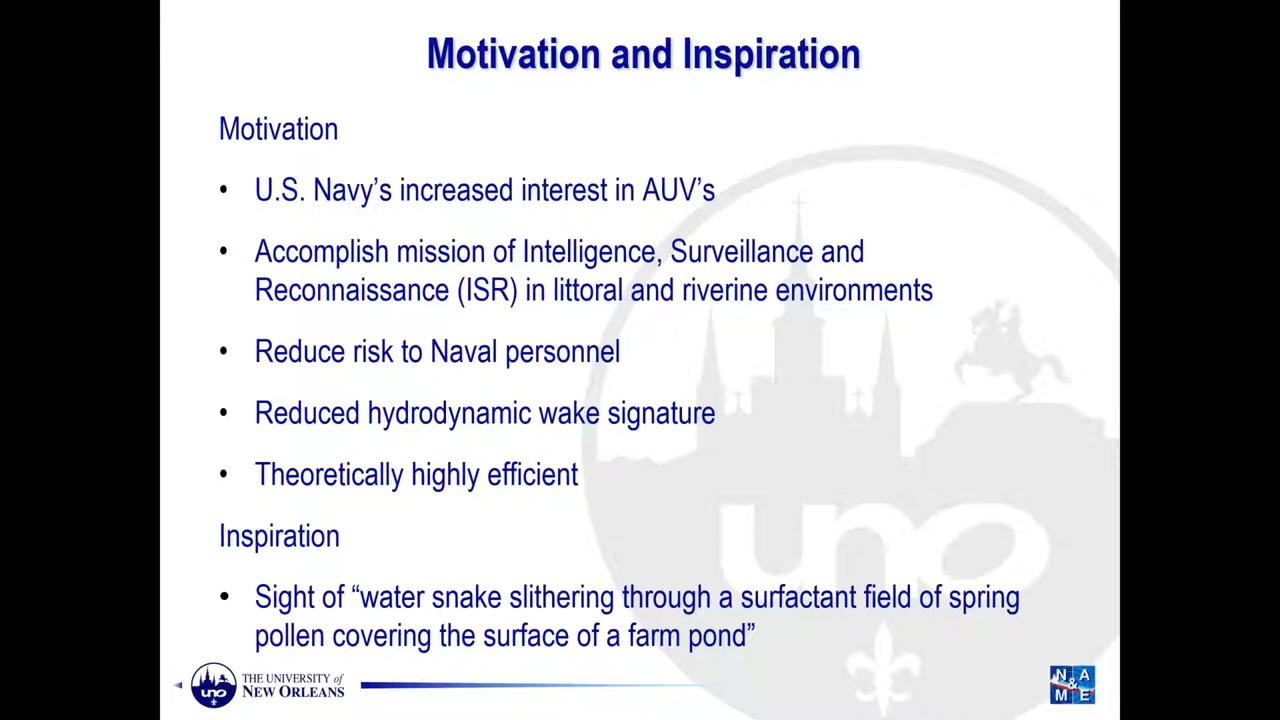 Motivation and Inspiration
Motivation
• U.S. Navy’s increased interest in AUV’s
• Accomplish mission of Intelligence, Surveillance and
Reconnaissance (ISR) in littoral and riverine environments
• Reduce risk to Naval personnel
• Reduced hydrodynamic wake signature
• Theoretically highly efficient
Inspiration
• Sight of “water snake slithering through a surfactant field of spring
pollen covering the surface of a farm pond”
uno
uno
THE UNIVERSITY of
NEW ORLEANS
N A
&
M E